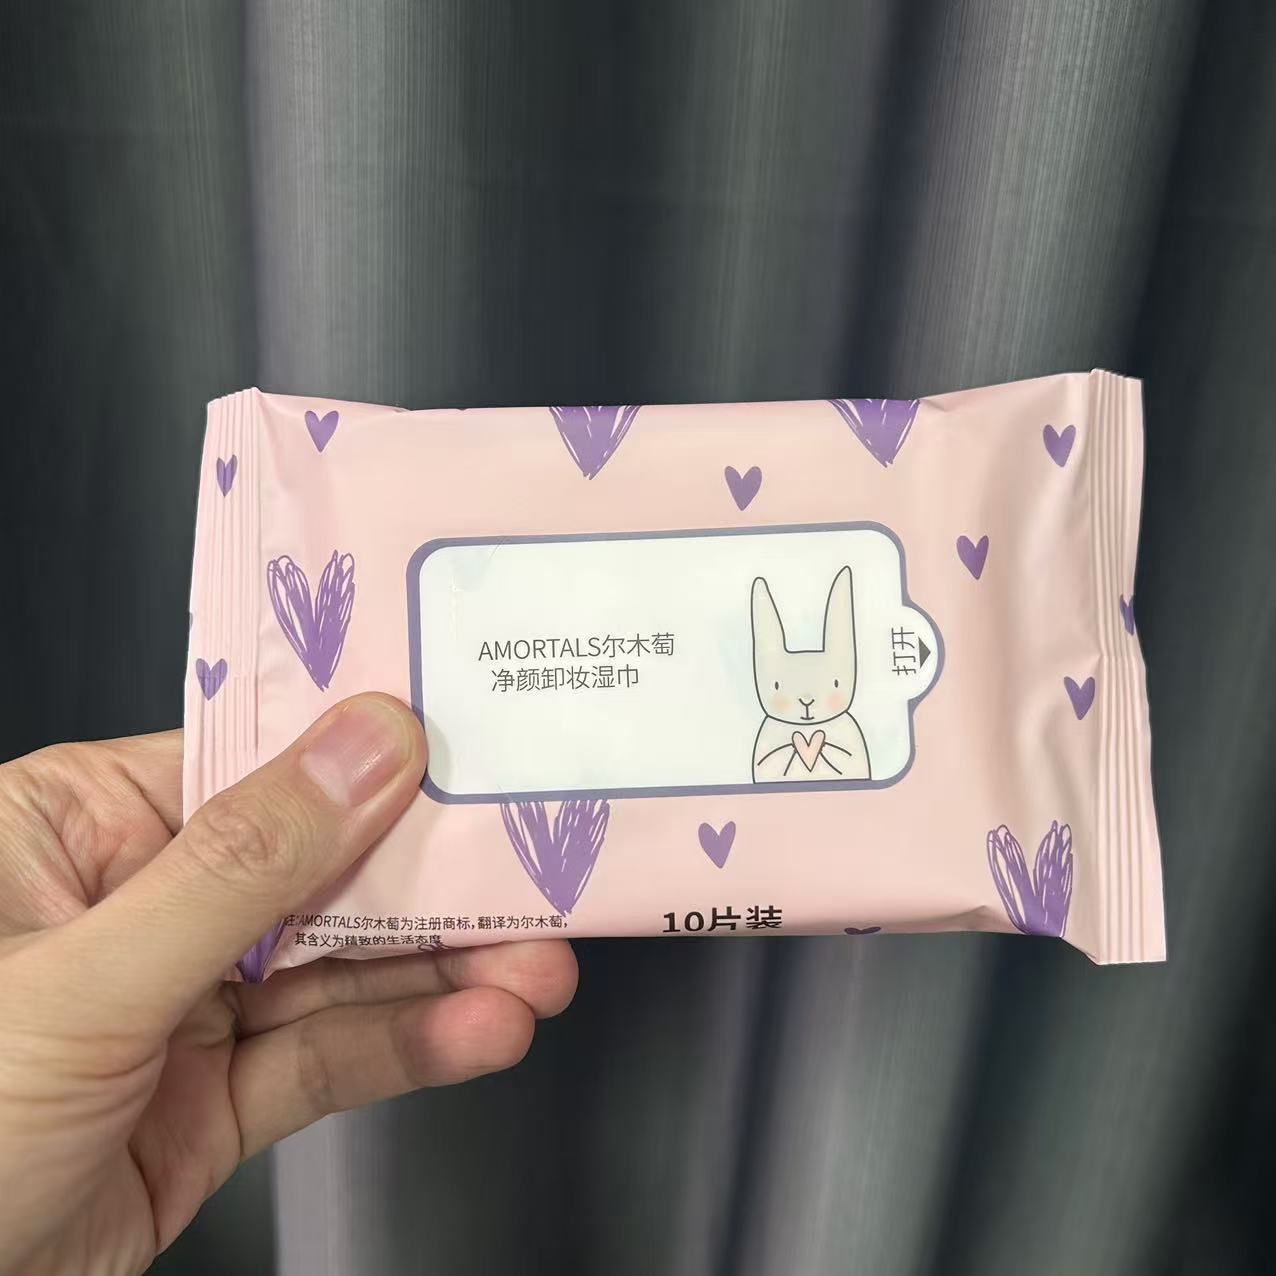 AMORTALS尔木萄
净颜卸妆湿巾
打开
注:AMORTALS尔木萄为注册商标,翻译为尔木萄,
其含义为精致的生活态度
10片装